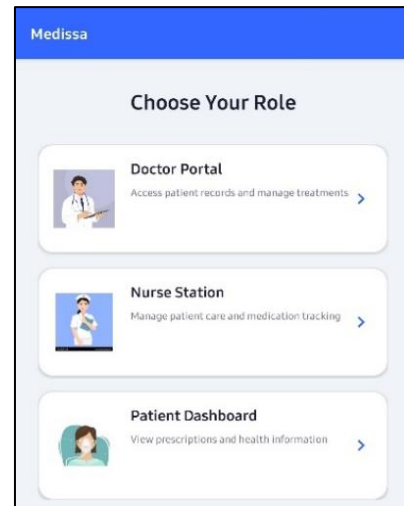 Medissa
Choose Your Role
Doctor Portal
Access patient records and manage treatments
Nurse Station
Manage patient care and medication tracking
Patient Dashboard
View prescriptions and health information